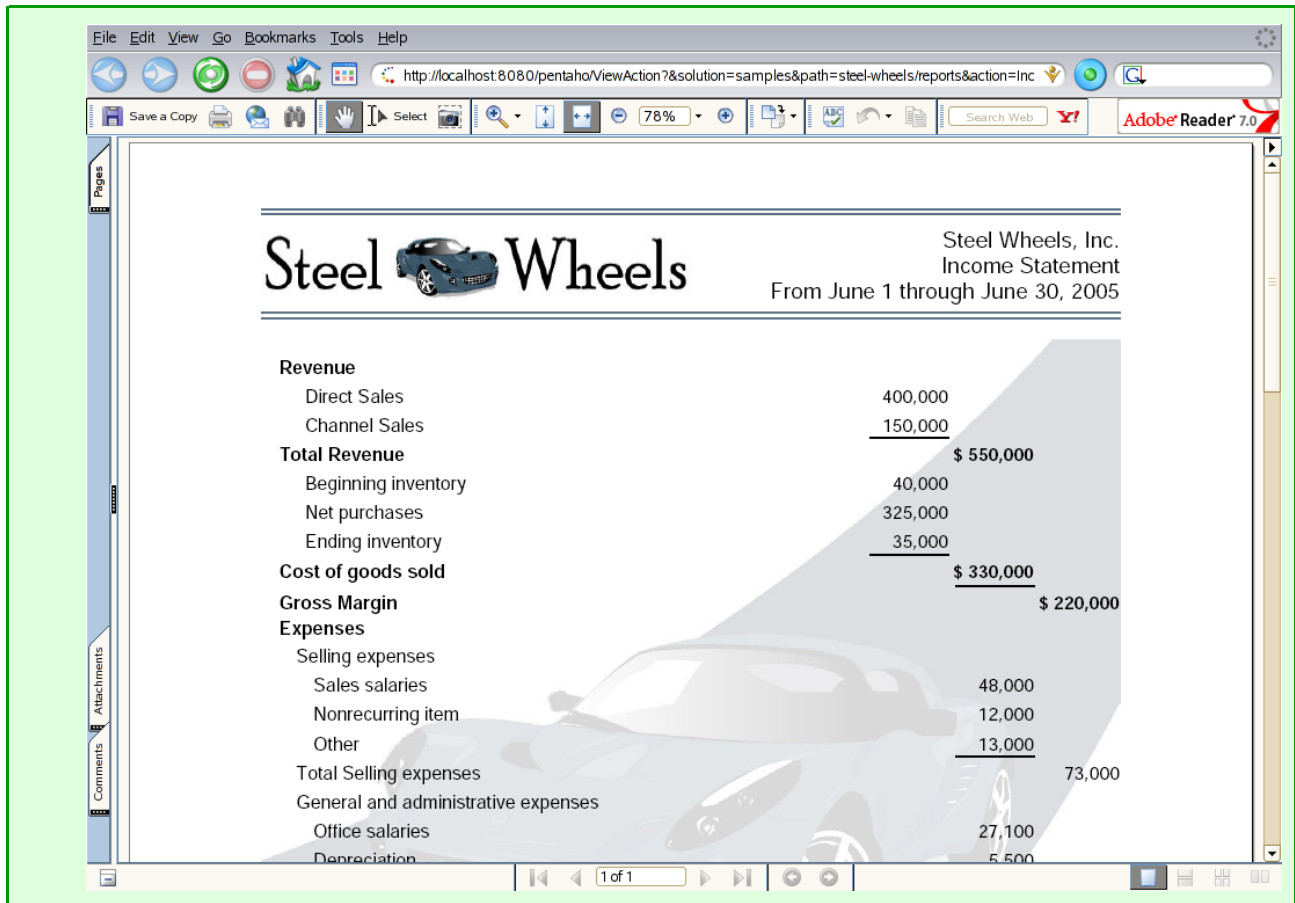 File Edit View Go Bookmarks Tools Help
http://localhost:8080/pentaho/ViewAction?&solution=samples&path=steel-wheels/reports&action=Inc G
Save a Copy Select 78% ABC Search Web Y! Adobe Reader 7.0
Pages
Steel Wheels
Steel Wheels, Inc.
Income Statement
From June 1 through June 30, 2005
Revenue
Direct Sales 400,000
Channel Sales 150,000
Total Revenue $ 550,000
Beginning inventory 40,000
Net purchases 325,000
Ending inventory 35,000
Cost of goods sold $ 330,000
Gross Margin $ 220,000
Expenses
Selling expenses
Sales salaries 48,000
Nonrecurring item 12,000
Other 13,000
Total Selling expenses 73,000
General and administrative expenses
Office salaries 27,100
Depreciation 5,500
Attachments
Comments
1 of 1